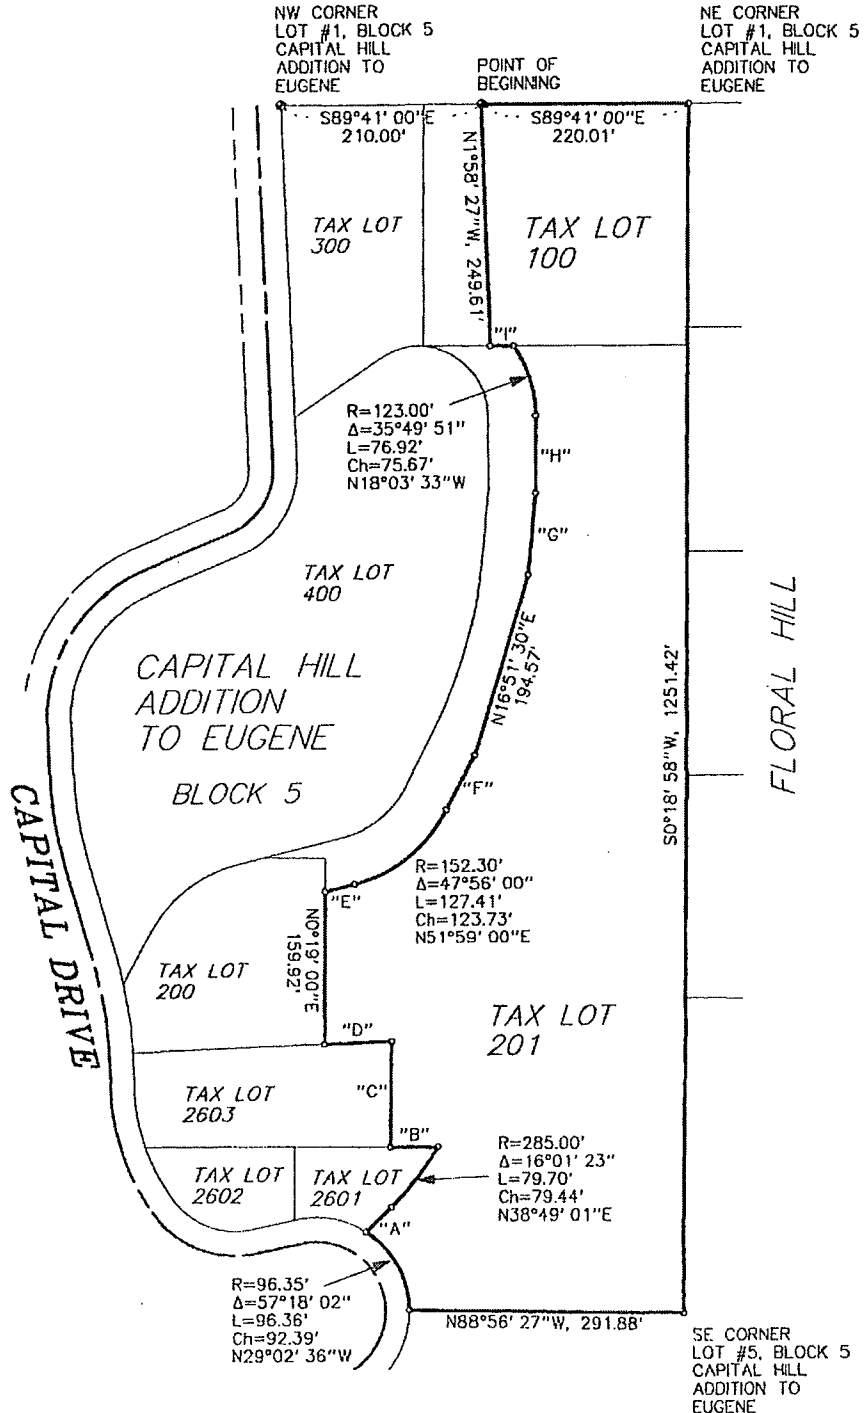 NW CORNER
LOT #1, BLOCK 5
CAPITAL HILL
ADDITION TO
EUGENE
POINT OF
BEGINNING
NE CORNER
LOT #1, BLOCK 5
CAPITAL HILL
ADDITION TO
EUGENE
S89°41' 00"E
210.00'
S89°41' 00"E
220.01'
N1°58' 27"W, 249.61'
TAX LOT
300
TAX LOT
100
"I"
R=123.00'
Δ=35°49' 51"
L=76.92'
Ch=75.67'
N18°03' 33"W
"H"
"G"
TAX LOT
400
N16°51' 30"E
194.57'
CAPITAL HILL
ADDITION
TO EUGENE
BLOCK 5
S0°18' 58"W, 1251.42'
FLORAL HILL
CAPITAL DRIVE
"F"
R=152.30'
Δ=47°56' 00"
L=127.41'
Ch=123.73'
N51°59' 00"E
"E"
N0°19' 00"E
159.92'
TAX LOT
200
TAX LOT
201
"D"
"C"
TAX LOT
2603
"B"
R=285.00'
Δ=16°01' 23"
L=79.70'
Ch=79.44'
N38°49' 01"E
TAX LOT
2602
TAX LOT
2601
"A"
R=96.35'
Δ=57°18' 02"
L=96.36'
Ch=92.39'
N29°02' 36"W
N88°56' 27"W, 291.88'
SE CORNER
LOT #5, BLOCK 5
CAPITAL HILL
ADDITION TO
EUGENE